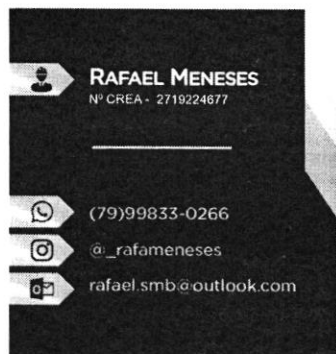 RAFAEL MENESES
Nº CREA - 2719224677
(79)99833-0266
@_rafameneses
rafael.smb@outlook.com